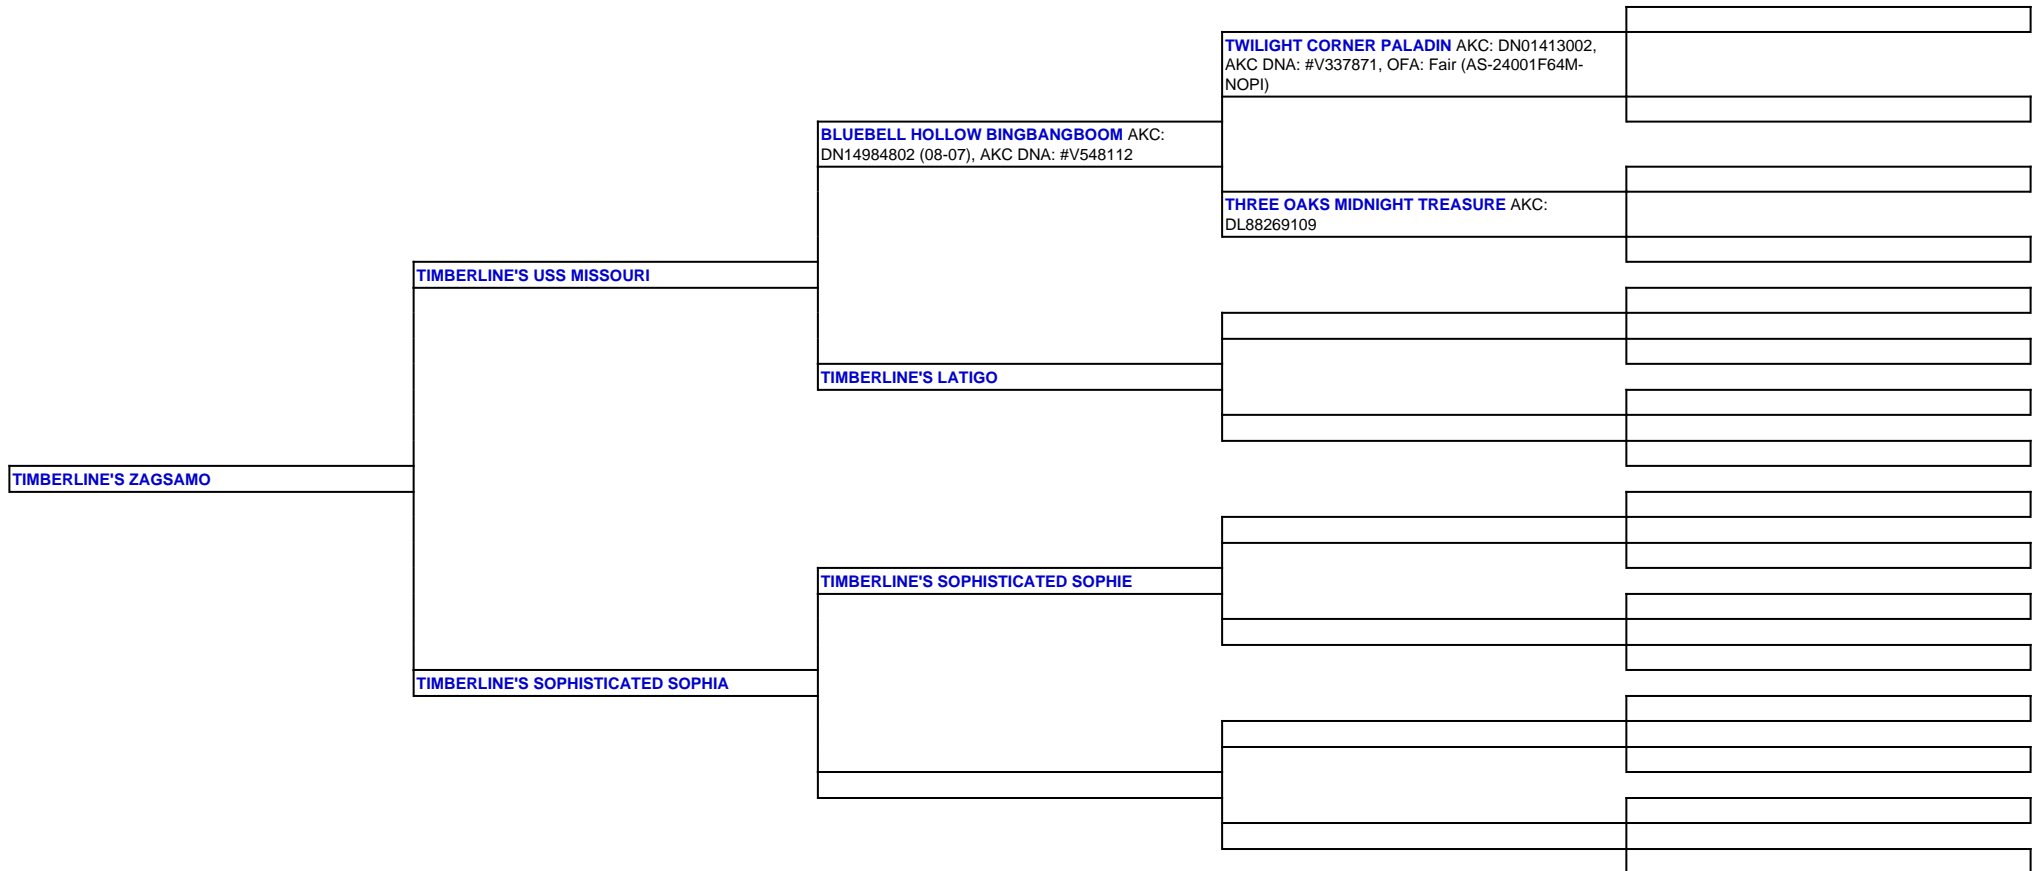 TWILIGHT CORNER PALADIN AKC: DN01413002,
AKC DNA: #V337871, OFA: Fair (AS-24001F64M-
NOPI)
BLUEBELL HOLLOW BINGBANGBOOM AKC:
DN14984802 (08-07), AKC DNA: #V548112
THREE OAKS MIDNIGHT TREASURE AKC:
DL88269109
TIMBERLINE'S USS MISSOURI
TIMBERLINE'S LATIGO
TIMBERLINE'S ZAGSAMO
TIMBERLINE'S SOPHISTICATED SOPHIE
TIMBERLINE'S SOPHISTICATED SOPHIA